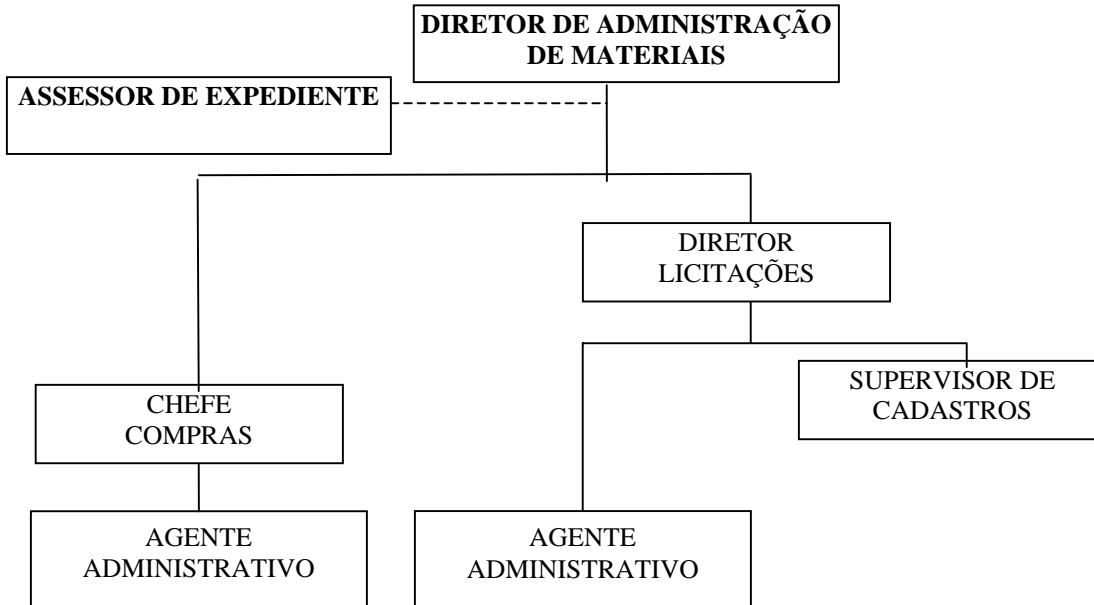 DIRETOR DE ADMINISTRAÇÃO
DE MATERIAIS
ASSESSOR DE EXPEDIENTE
DIRETOR
LICITAÇÕES
SUPERVISOR DE
CADASTROS
CHEFE
COMPRAS
AGENTE
ADMINISTRATIVO
AGENTE
ADMINISTRATIVO